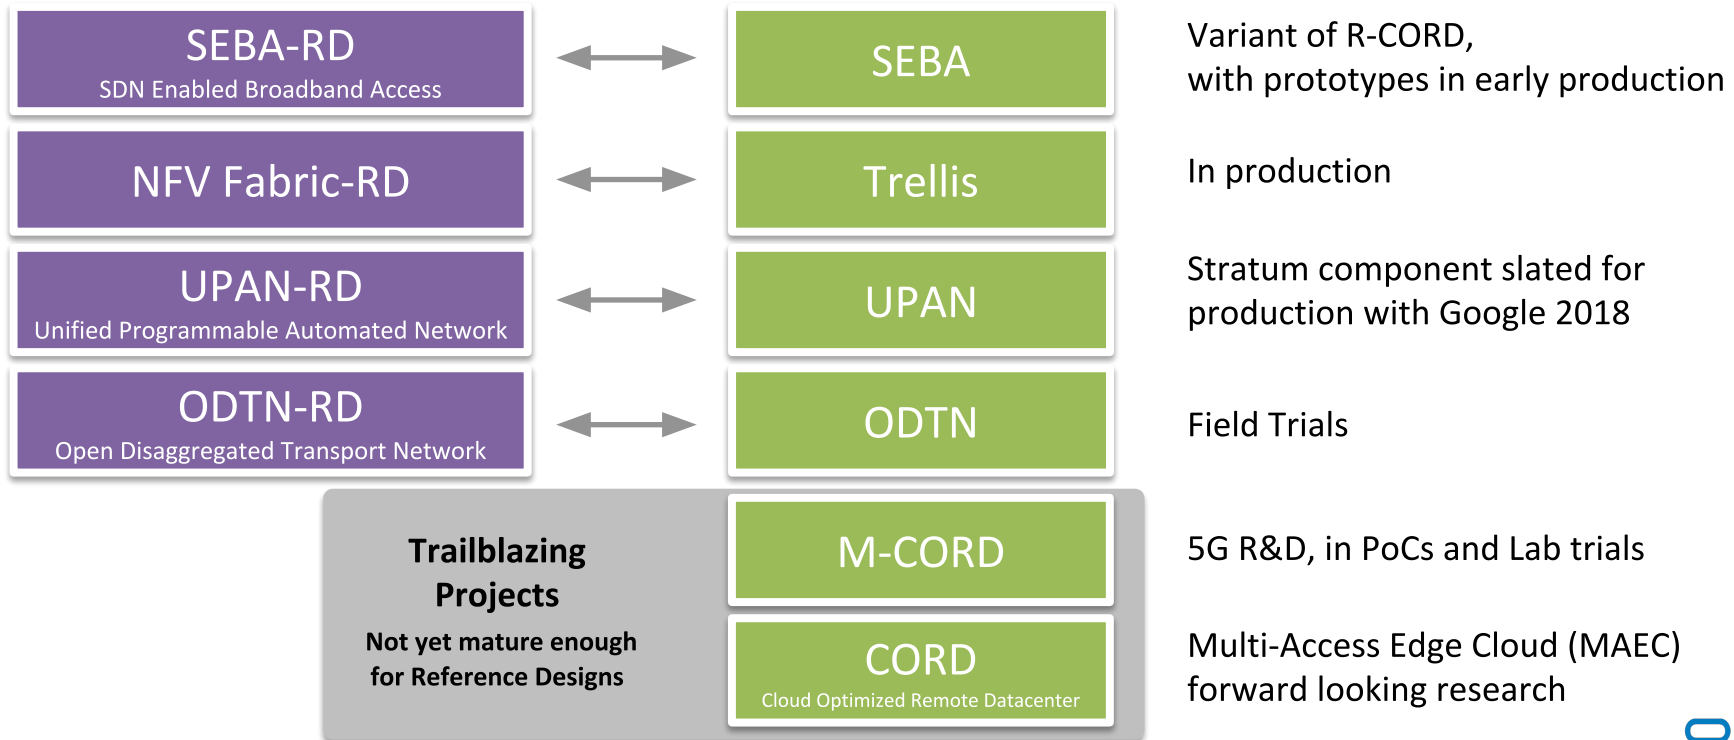 SEBA-RD
SDN Enabled Broadband Access
SEBA
Variant of R-CORD,
with prototypes in early production
NFV Fabric-RD
Trellis
In production
UPAN-RD
Unified Programmable Automated Network
UPAN
Stratum component slated for
production with Google 2018
ODTN-RD
Open Disaggregated Transport Network
ODTN
Field Trials
Trailblazing
Projects
Not yet mature enough
for Reference Designs
M-CORD
5G R&D, in PoCs and Lab trials
CORD
Cloud Optimized Remote Datacenter
Multi-Access Edge Cloud (MAEC)
forward looking research